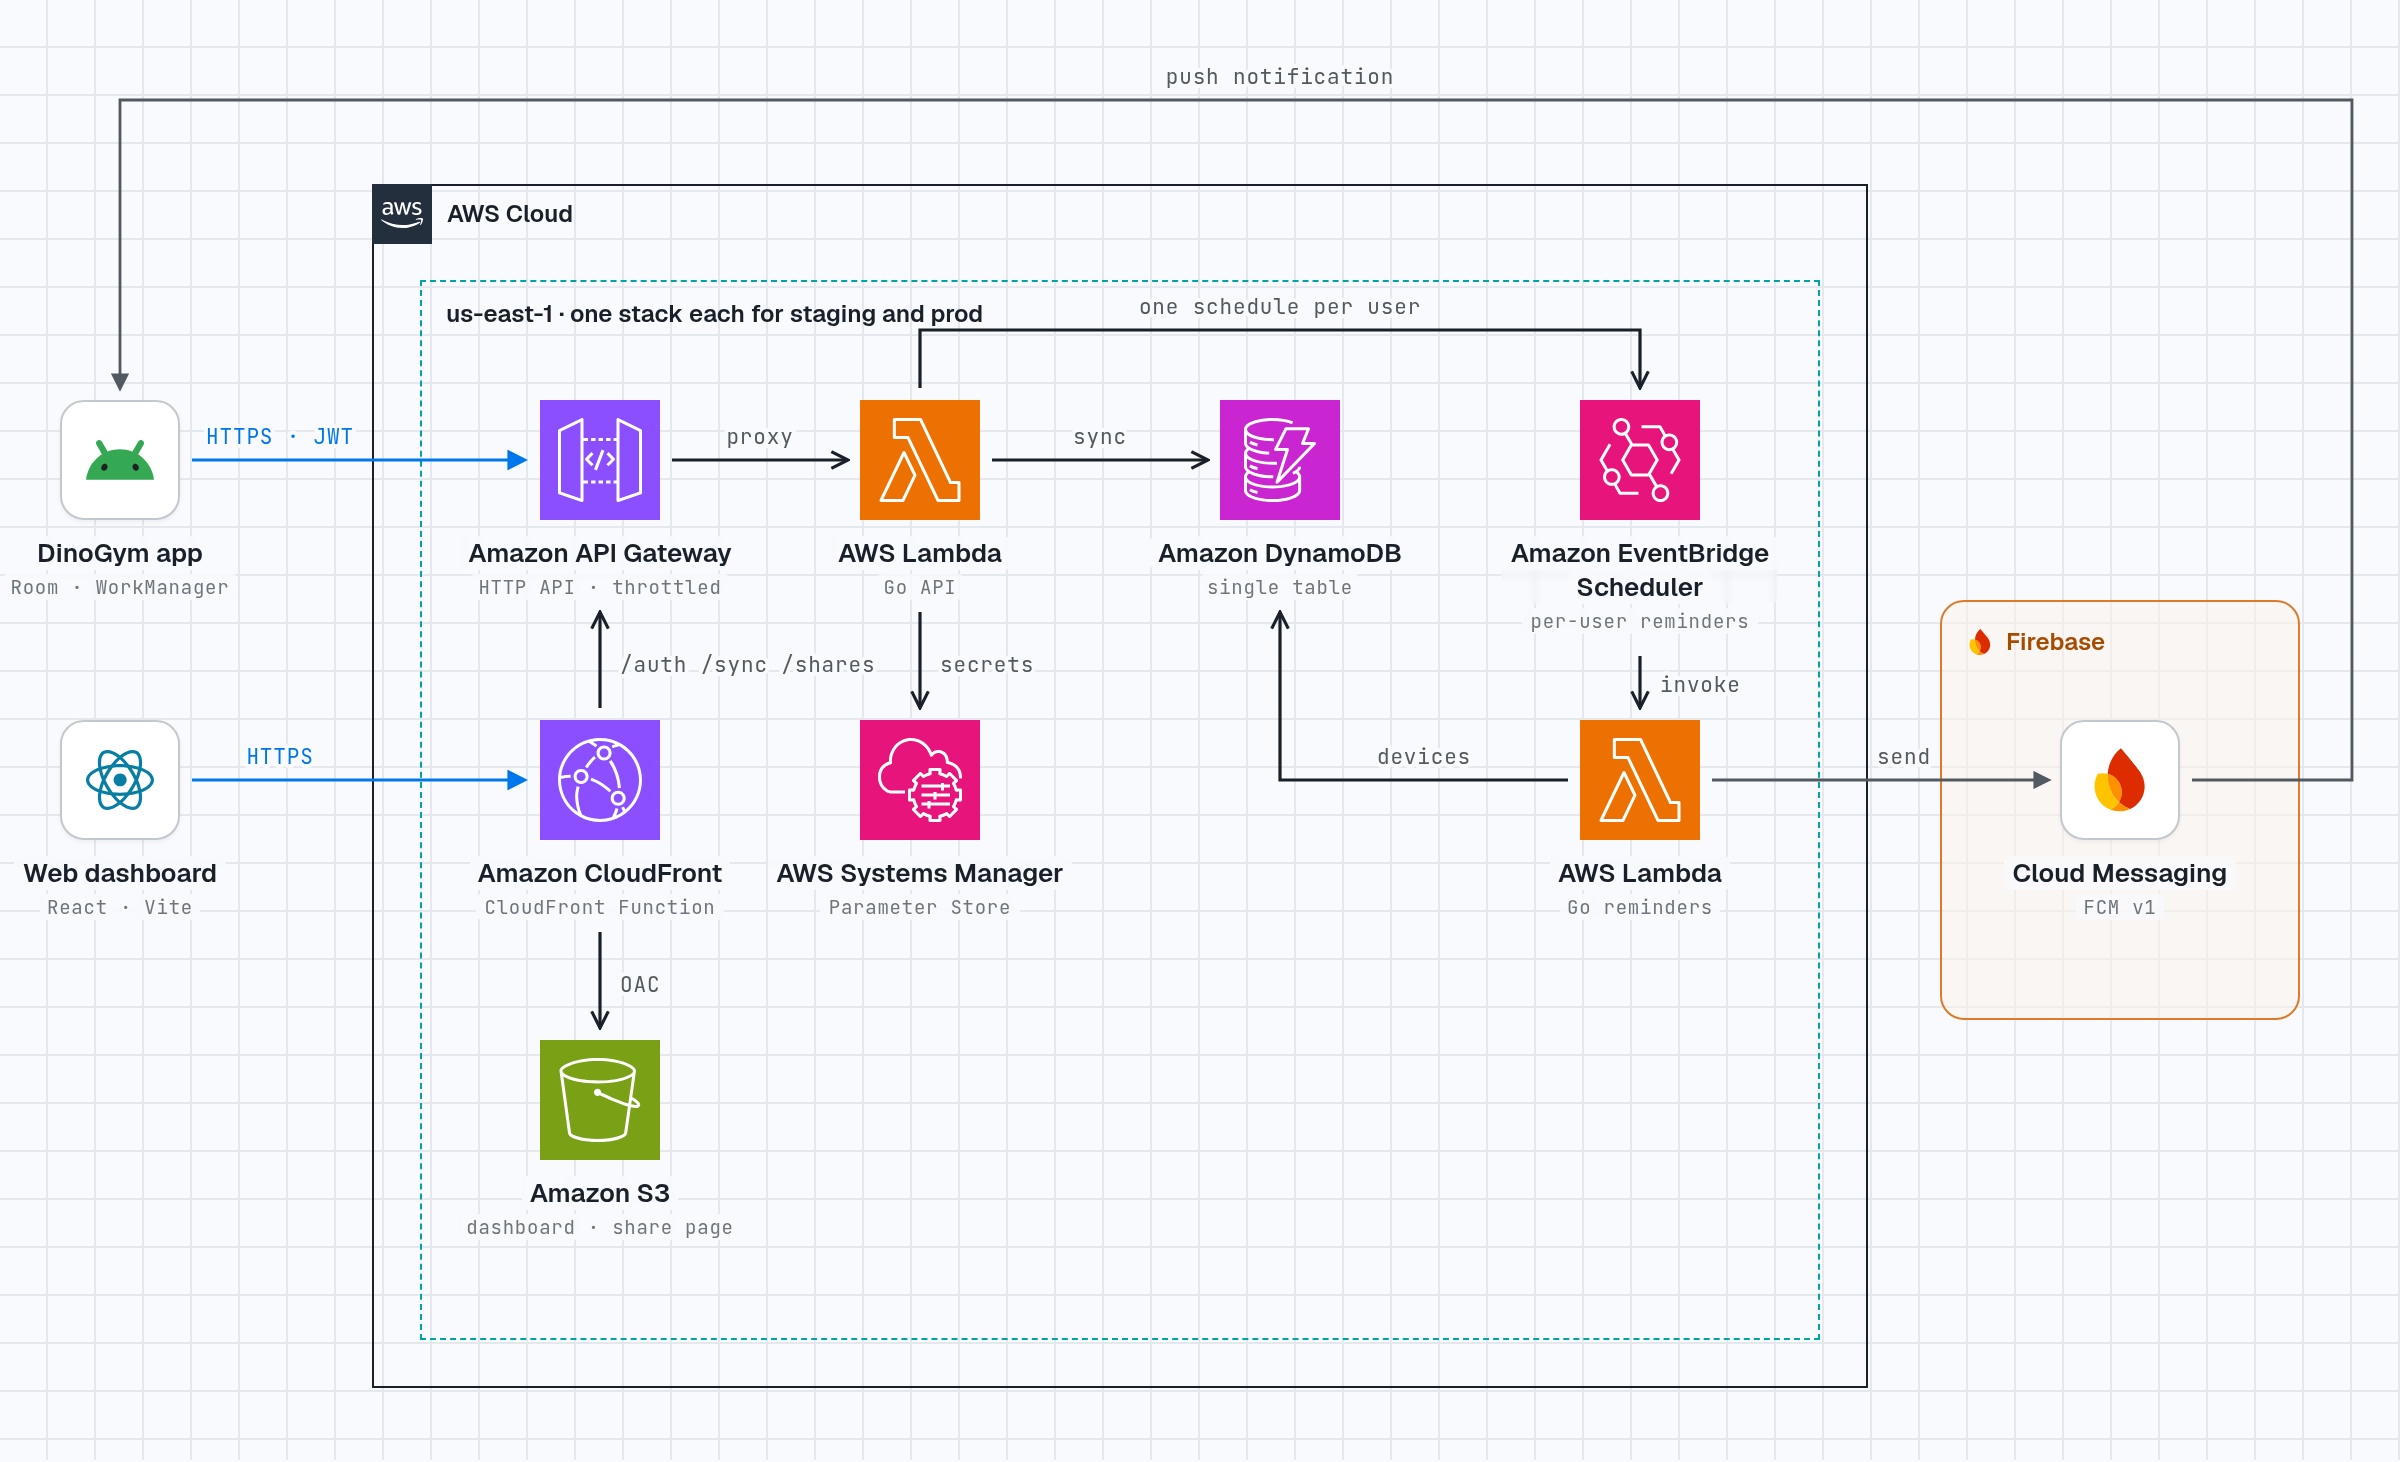 push notification
aws
AWS Cloud
us-east-1 · one stack each for staging and prod
one schedule per user
HTTPS · JWT
proxy
sync
DinoGym app
Room · WorkManager
Amazon API Gateway
HTTP API · throttled
AWS Lambda
Go API
Amazon DynamoDB
single table
Amazon EventBridge
Scheduler
per-user reminders
/auth /sync /shares
secrets
invoke
Firebase
HTTPS
devices
send
Web dashboard
React · Vite
Amazon CloudFront
CloudFront Function
AWS Systems Manager
Parameter Store
AWS Lambda
Go reminders
Cloud Messaging
FCM v1
OAC
Amazon S3
dashboard · share page